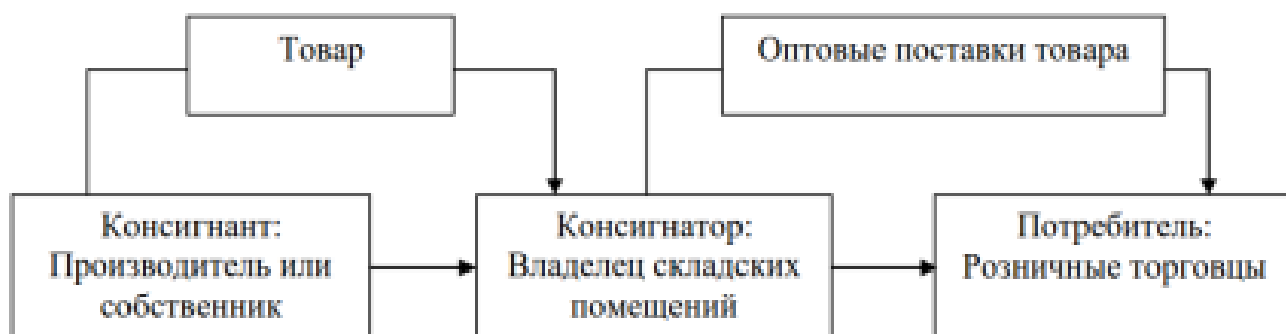 Товар
Оптовые поставки товара
Консигнант:
Производитель или
собственник
Консигнатор:
Владелец складских
помещений
Потребитель:
Розничные торговцы